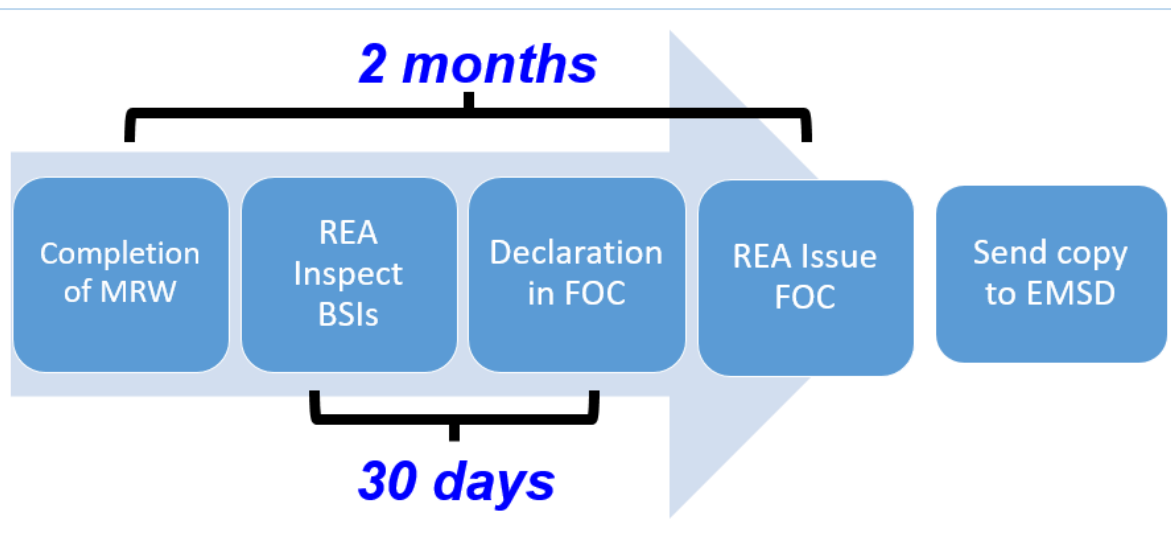 2 months
Completion
of MRW
REA
Inspect
BSIs
Declaration
in FOC
REA Issue
FOC
Send copy
to EMSD
30 days